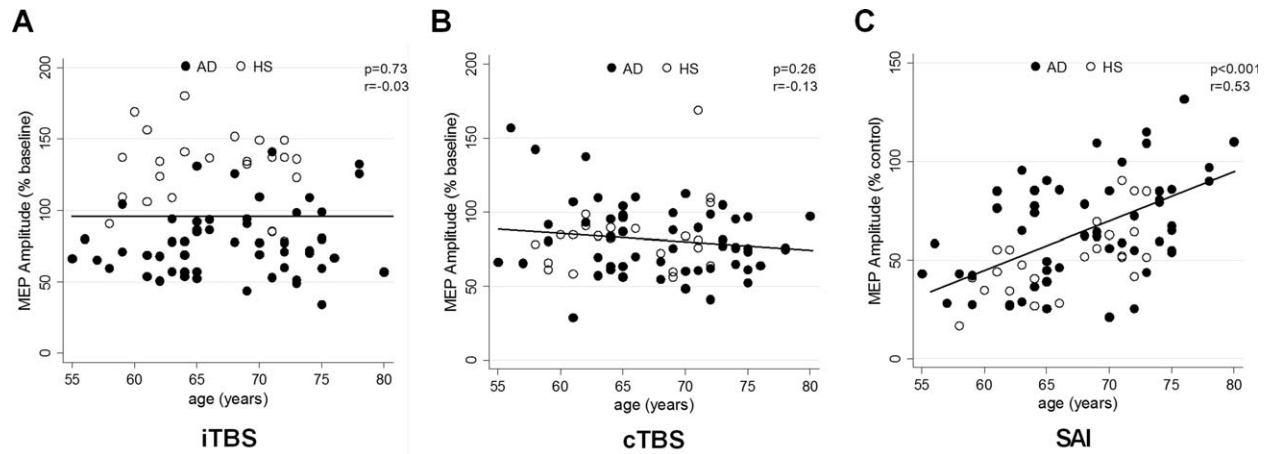 A
MEP Amplitude (% baseline)
200
150
100
50
0
AD
HS
p=0.73
r=-0.03
55 60 65 70 75 80
age (years)
iTBS
B
MEP Amplitude (% baseline)
200
150
100
50
0
AD
HS
p=0.26
r=-0.13
55 60 65 70 75 80
age (years)
cTBS
C
MEP Amplitude (% control)
150
100
50
0
AD
HS
p<0.001
r=0.53
55 60 65 70 75 80
age (years)
SAI